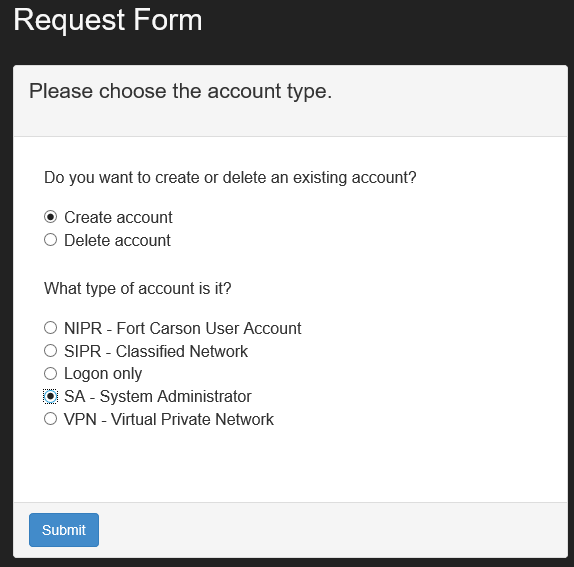 Request Form
Please choose the account type.
Do you want to create or delete an existing account?
Create account
Delete account
What type of account is it?
NIPR - Fort Carson User Account
SIPR - Classified Network
Logon only
SA - System Administrator
VPN - Virtual Private Network
Submit